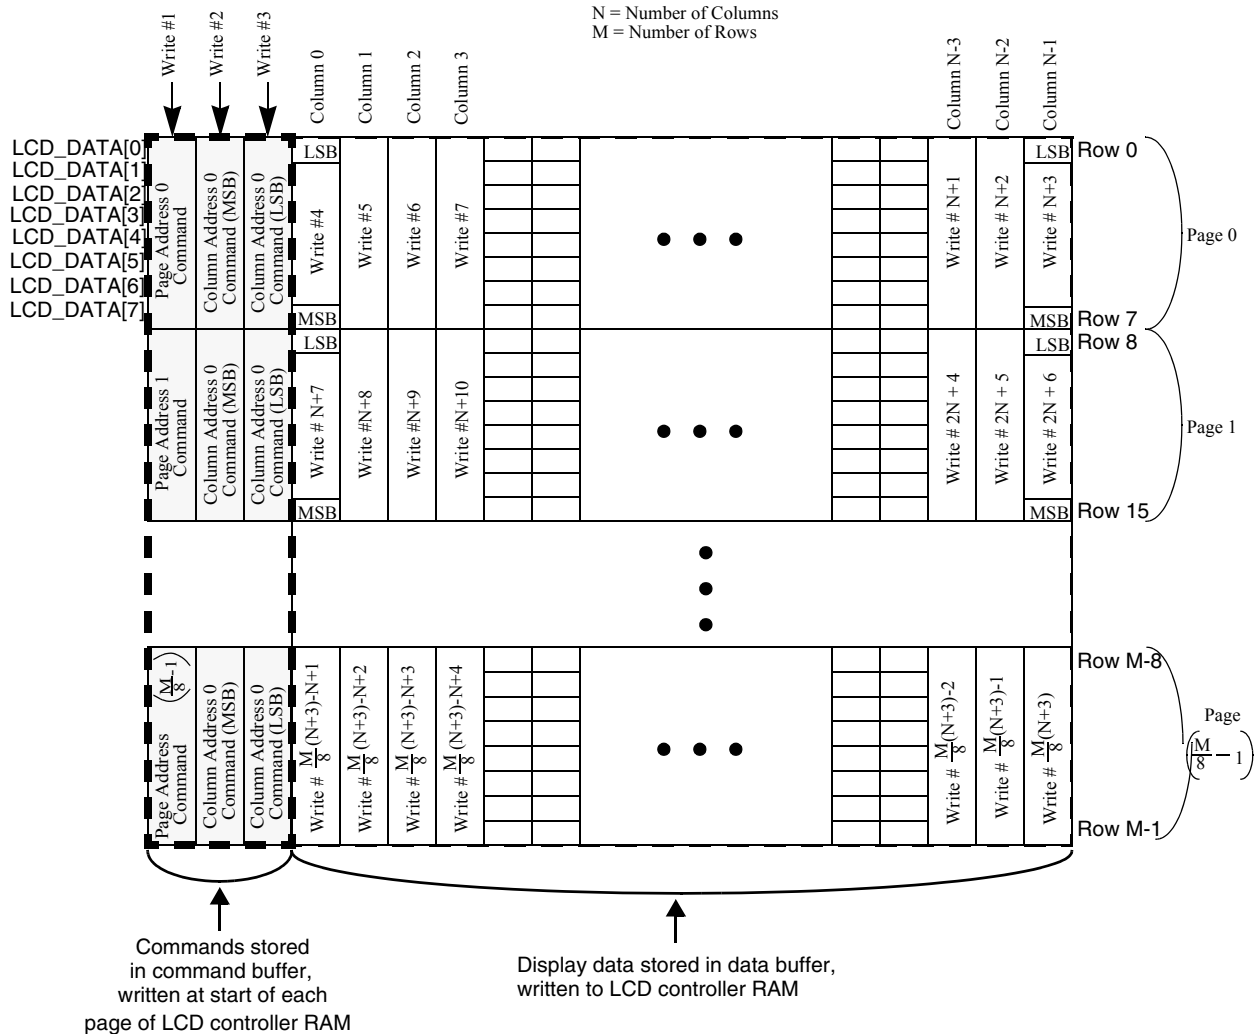 N = Number of Columns
M = Number of Rows
Write #1
Write #2
Write #3
Column 0
Column 1
Column 2
Column 3
Column N-3
Column N-2
Column N-1
LCD_DATA[0]
LCD_DATA[1]
LCD_DATA[2]
LCD_DATA[3]
LCD_DATA[4]
LCD_DATA[5]
LCD_DATA[6]
LCD_DATA[7]
Page Address 0
Command
Column Address 0
Command (MSB)
Column Address 0
Command (LSB)
LSB
Write #4
MSB
Write #5
Write #6
Write #7
Write # N+1
Write # N+2
LSB
Write # N+3
MSB
Row 0
Row 7
Page 0
Page Address 1
Command
Column Address 0
Command (MSB)
Column Address 0
Command (LSB)
LSB
Write # N+7
MSB
Write #N+8
Write #N+9
Write #N+10
Write # 2N + 4
Write # 2N + 5
LSB
Write # 2N + 6
MSB
Row 8
Row 15
Page 1
Page Address (M/8-1)
Command
Column Address 0
Command (MSB)
Column Address 0
Command (LSB)
Write # M/8(N+3)-N+1
Write # M/8(N+3)-N+2
Write # M/8(N+3)-N+3
Write # M/8(N+3)-N+4
Write # M/8(N+3)-2
Write # M/8(N+3)-1
Write # M/8(N+3)
Row M-8
Row M-1
Page
(M/8 - 1)
Commands stored
in command buffer,
written at start of each
page of LCD controller RAM
Display data stored in data buffer,
written to LCD controller RAM